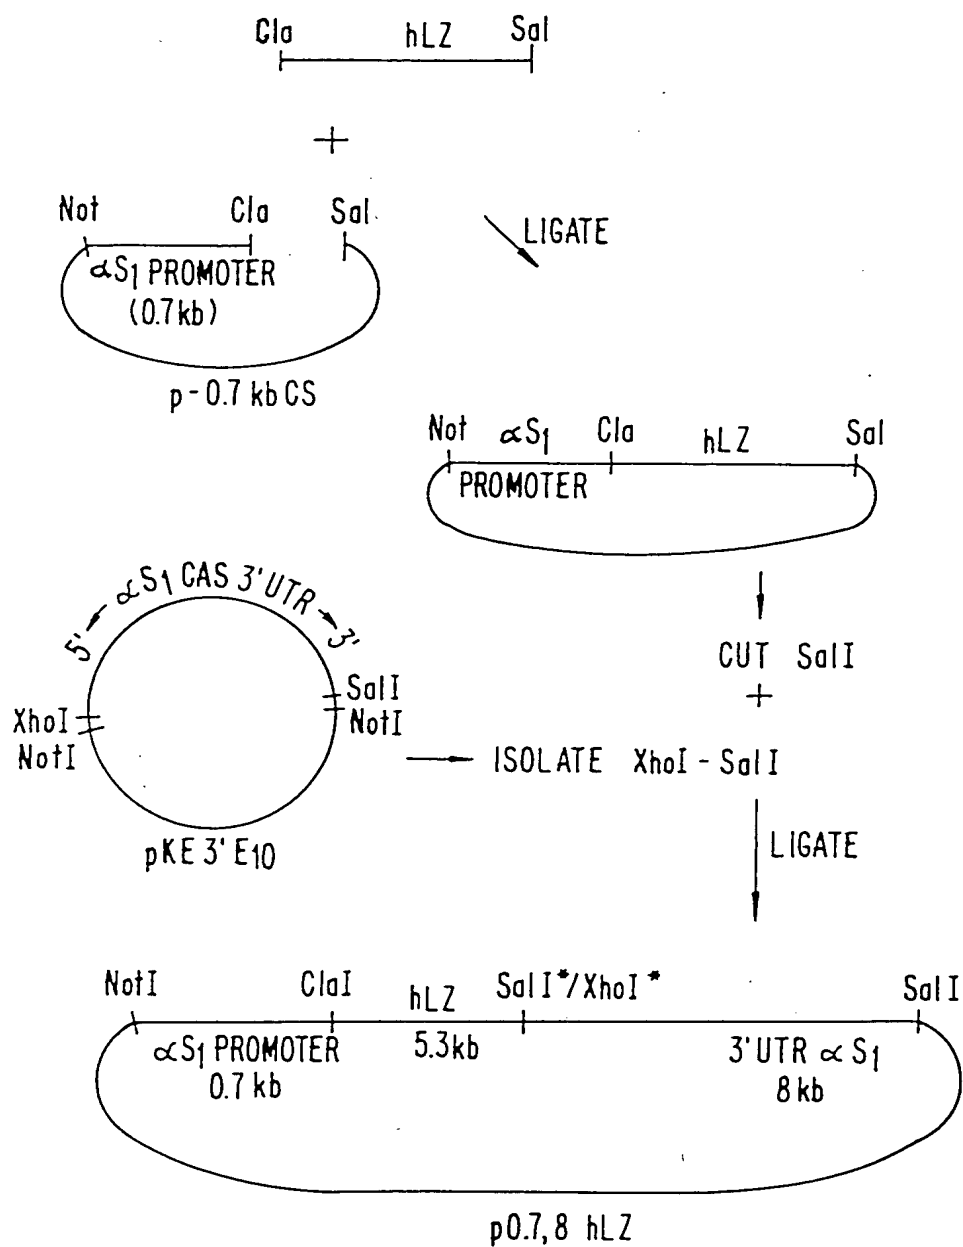 Cla hLZ Sal
+
Not Cla Sal
LIGATE
αS1 PROMOTER
(0.7kb)
p-0.7 kb CS
Not αS1 Cla hLZ Sal
PROMOTER
5' ← αS1 CAS 3'UTR → 3'
CUT SalI
+
XhoI
NotI
SalI
NotI
ISOLATE XhoI - SalI
pKE 3' E10
LIGATE
NotI ClaI hLZ SalI*/XhoI* SalI
αS1 PROMOTER 5.3kb 3'UTR αS1
0.7 kb 8 kb
p0.7,8 hLZ